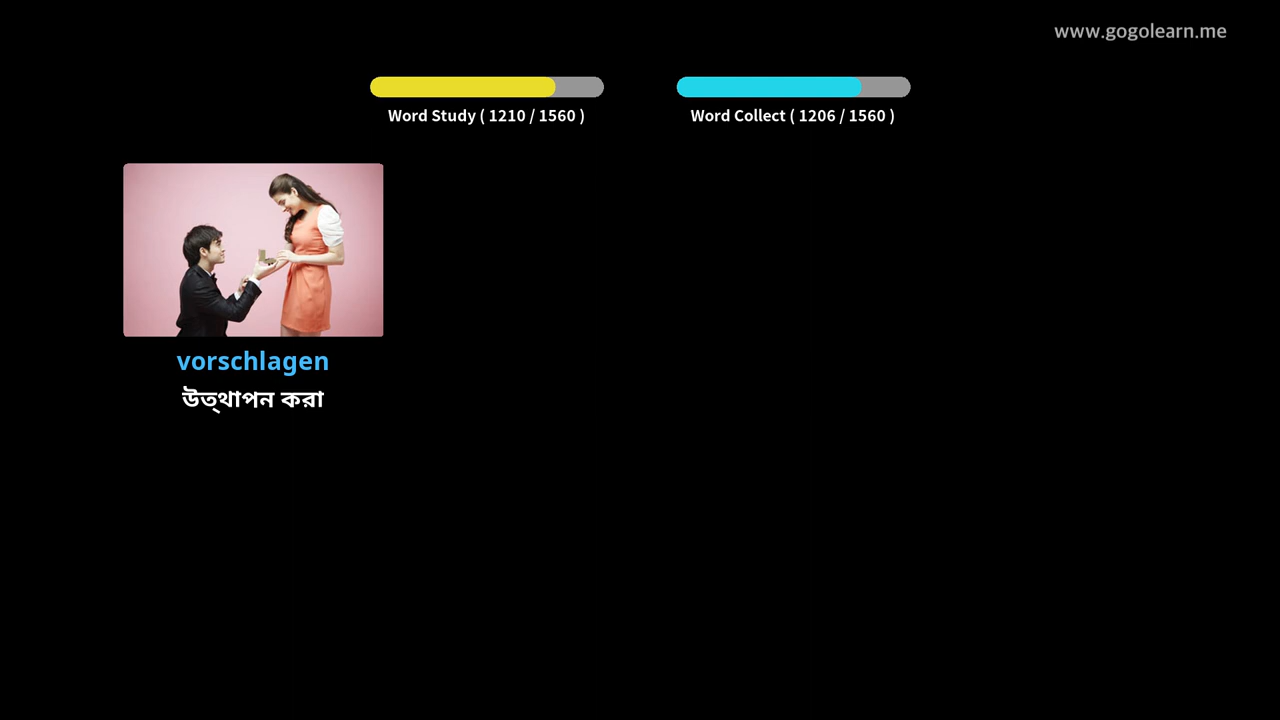 www.gogolearn.me
Word Study ( 1210 / 1560 )
Word Collect ( 1206 / 1560 )
vorschlagen
উত্থাপন করা